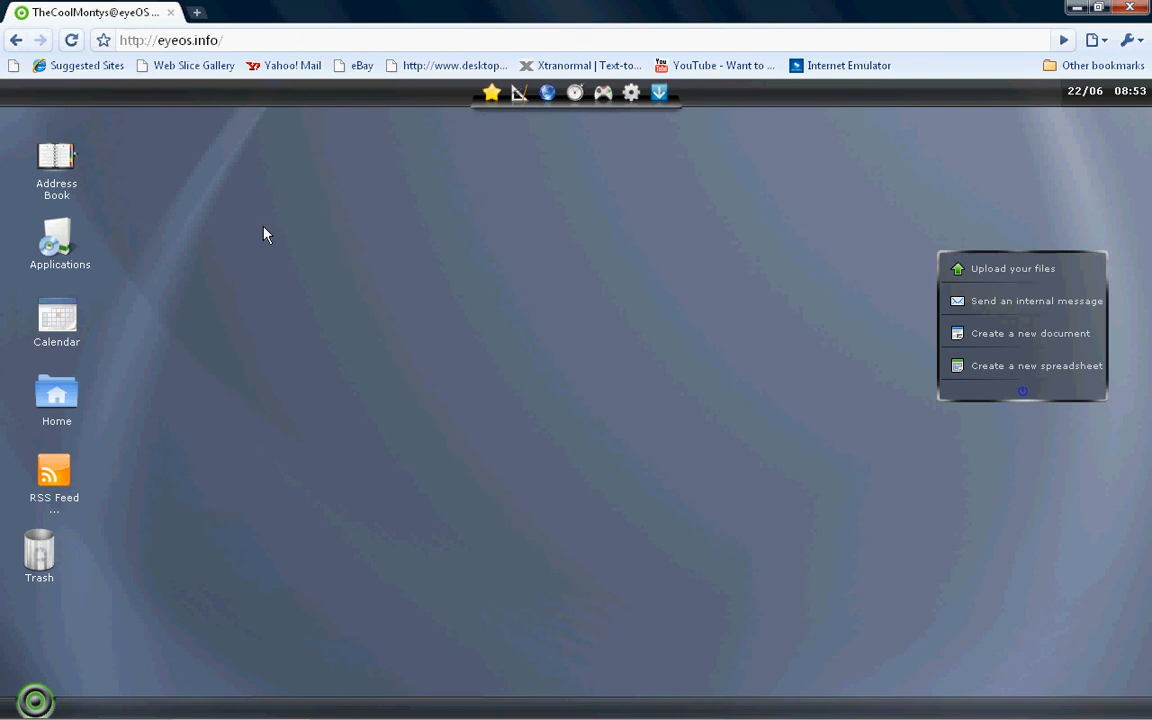 TheCoolMontys@eyeOS ...
http://eyeos.info/
Suggested Sites
Web Slice Gallery
Yahoo! Mail
eBay
http://www.desktop...
Xtranormal | Text-to...
You
Tube
YouTube - Want to ...
Internet Emulator
Other bookmarks
22/06 08:53
Address
Book
Applications
Calendar
Home
RSS Feed
...
Trash
Upload your files
Send an internal message
Create a new document
Create a new spreadsheet